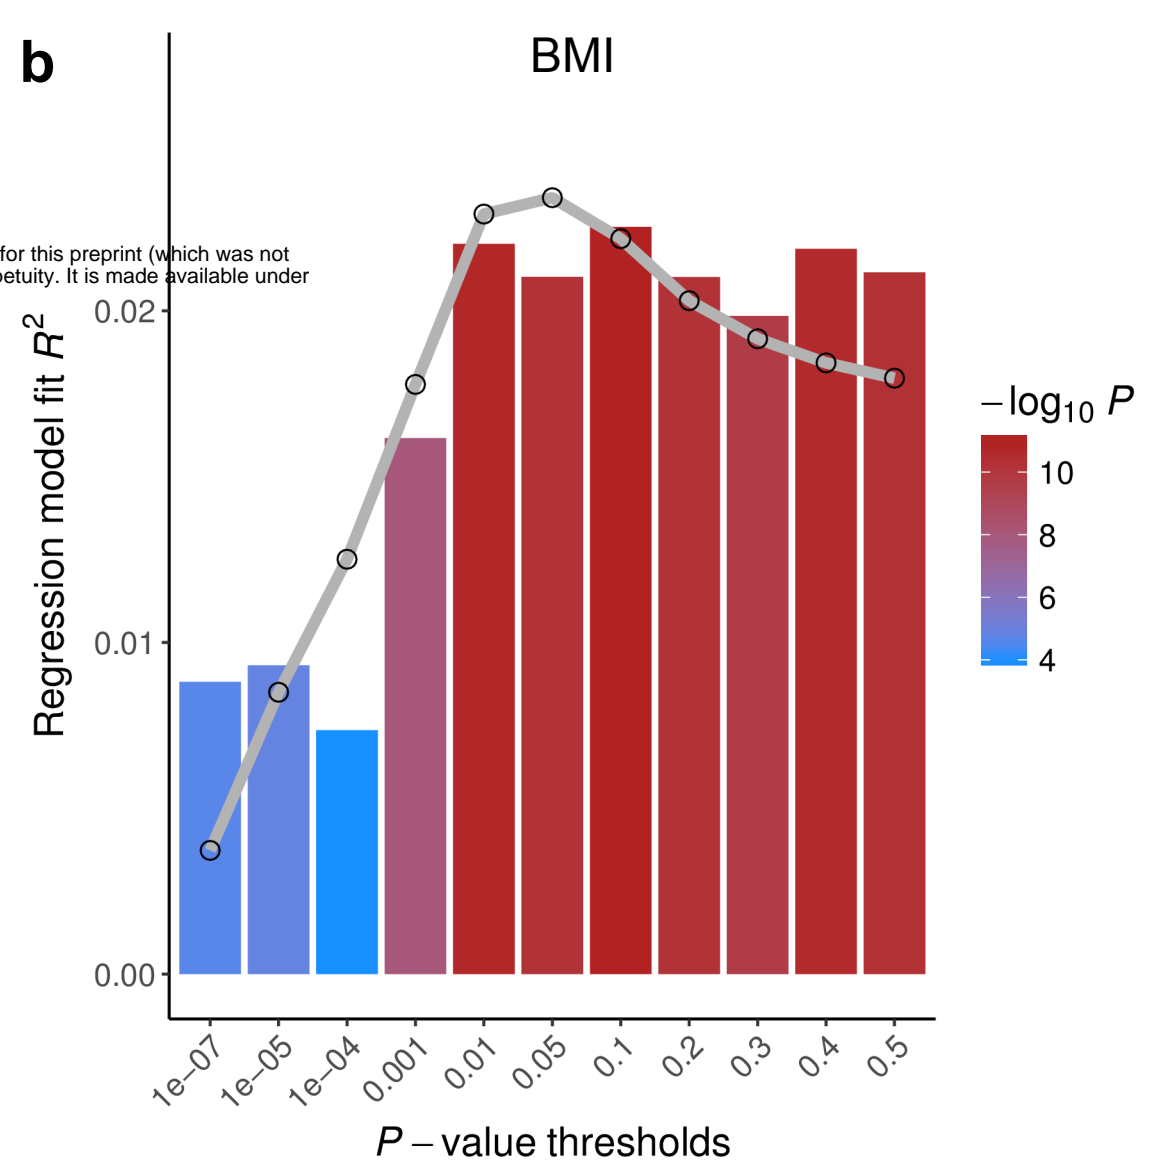 b
BMI
for this preprint (which was not
petuity. It is made available under
Regression model fit R²
0.02
0.01
0.00
1e−07
1e−05
1e−04
0.001
0.01
0.05
0.1
0.2
0.3
0.4
0.5
P − value thresholds
− log₁₀ P
10
8
6
4